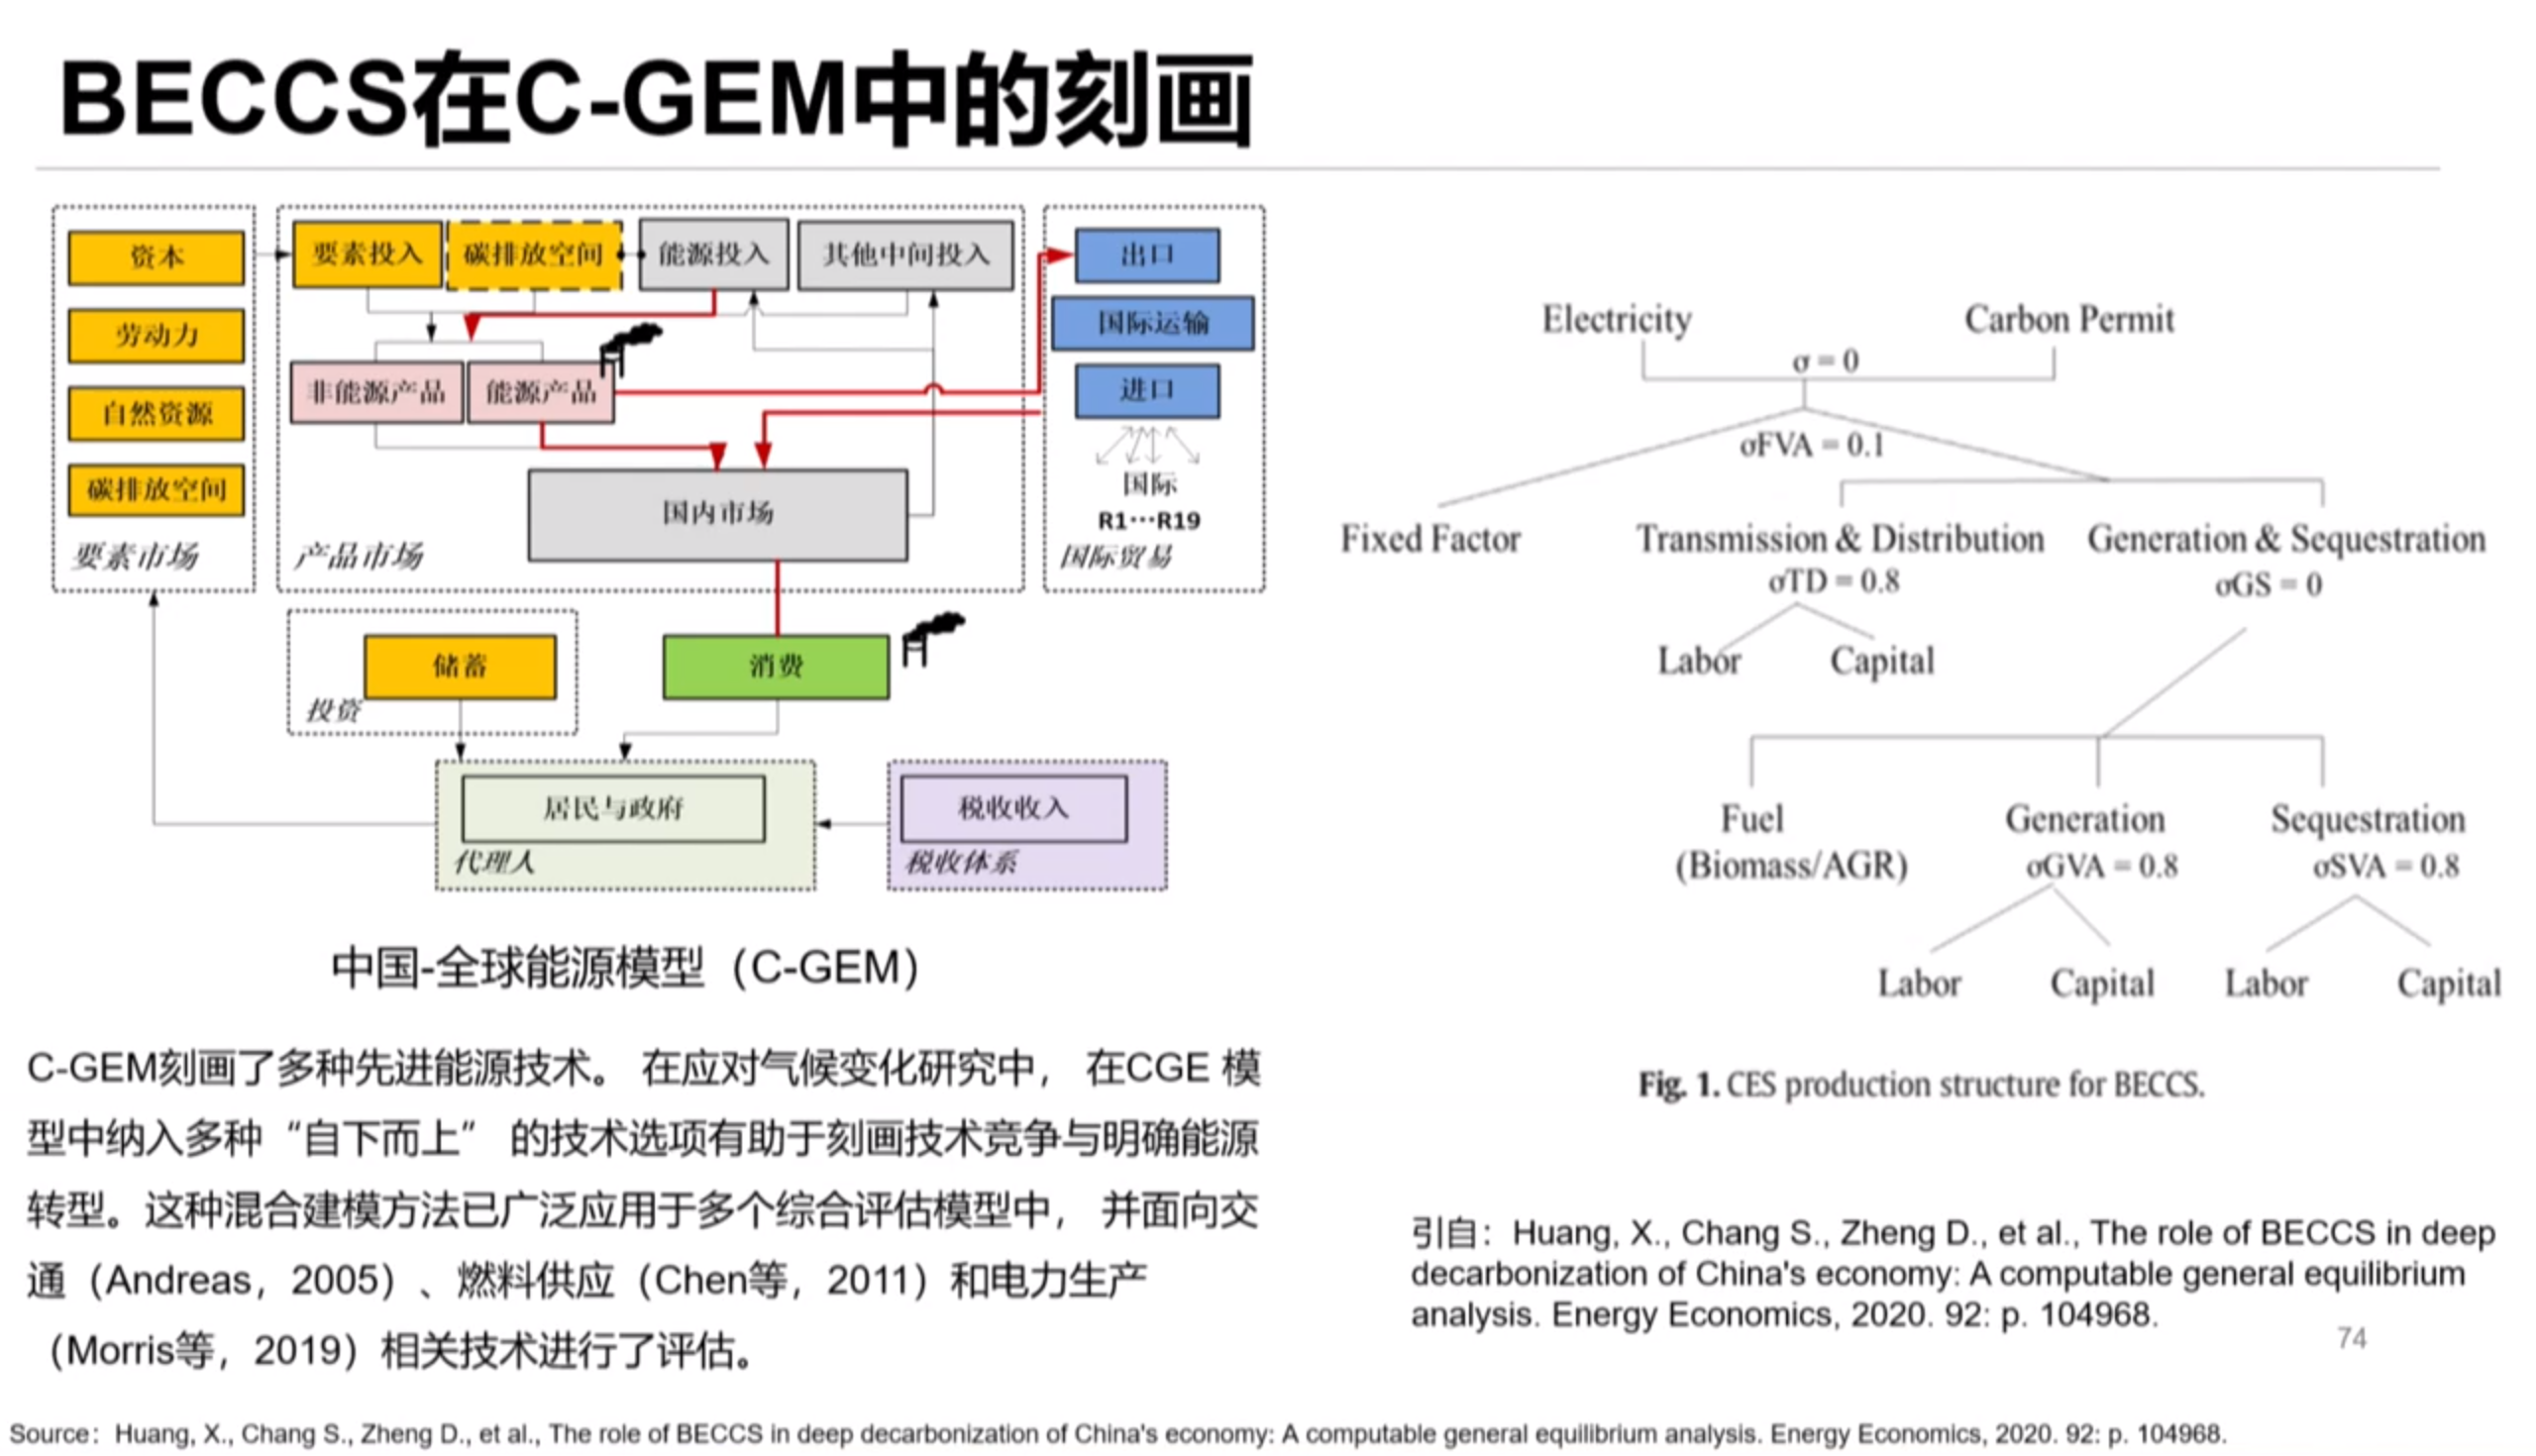 BECCS在C-GEM中的刻画
资本
劳动力
自然资源
碳排放空间
要素市场
要素投入
碳排放空间
能源投入
其他中间投入
非能源产品
能源产品
国内市场
产品市场
出口
国际运输
进口
国际
R1···R19
国际贸易
储蓄
投资
消费
居民与政府
代理人
税收收入
税收体系
中国-全球能源模型（C-GEM）
C-GEM刻画了多种先进能源技术。 在应对气候变化研究中， 在CGE 模
型中纳入多种“自下而上” 的技术选项有助于刻画技术竞争与明确能源
转型。这种混合建模方法已广泛应用于多个综合评估模型中， 并面向交
通（Andreas，2005）、燃料供应（Chen等，2011）和电力生产
（Morris等，2019）相关技术进行了评估。
Electricity
Carbon Permit
σ = 0
σFVA = 0.1
Fixed Factor
Transmission & Distribution
Generation & Sequestration
σTD = 0.8
σGS = 0
Labor
Capital
Fuel
Generation
Sequestration
(Biomass/AGR)
σGVA = 0.8
σSVA = 0.8
Labor
Capital
Labor
Capital
Fig. 1. CES production structure for BECCS.
引自：Huang, X., Chang S., Zheng D., et al., The role of BECCS in deep
decarbonization of China's economy: A computable general equilibrium
analysis. Energy Economics, 2020. 92: p. 104968.
74
Source：Huang, X., Chang S., Zheng D., et al., The role of BECCS in deep decarbonization of China's economy: A computable general equilibrium analysis. Energy Economics, 2020. 92: p. 104968.